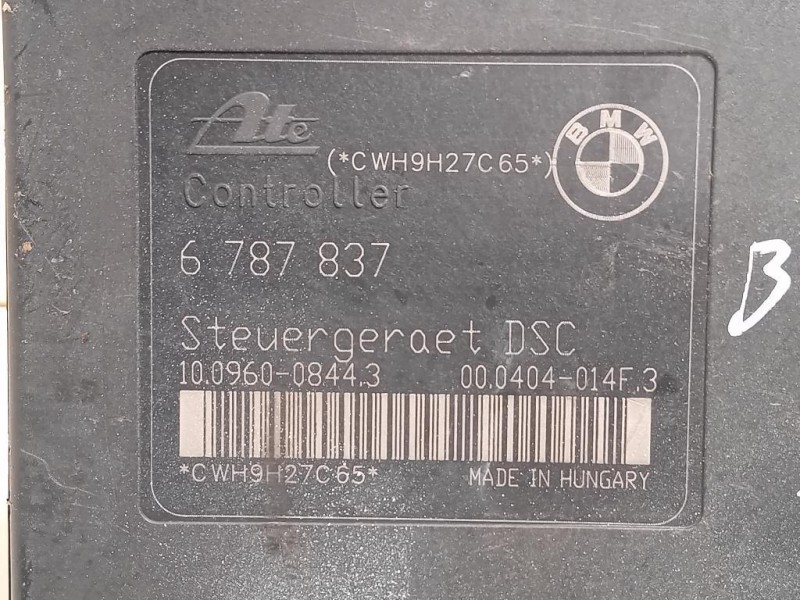 Ate
BMW
(*CWH9H27C65*)
Controller
6 787 837
Steuergeraet DSC
10.0960-0844.3 00.0404-014F.3
*CWH9H27C65* MADE IN HUNGARY
B